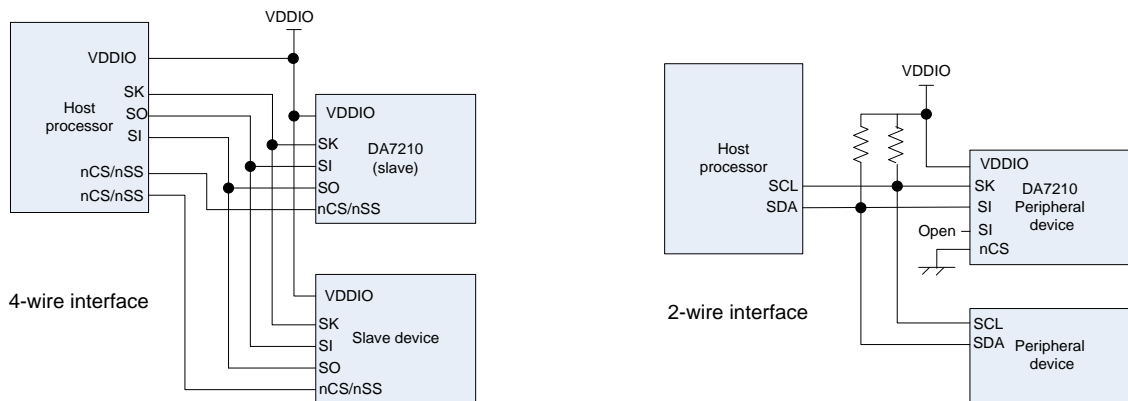 VDDIO
VDDIO
SK
Host
processor
SO
SI
nCS/nSS
nCS/nSS
VDDIO
SK
SI
SO
nCS/nSS
DA7210
(slave)
4-wire interface
VDDIO
SK
SI
SO
nCS/nSS
Slave device
VDDIO
Host
processor
SCL
SDA
VDDIO
SK
SI
Open
SI
nCS
DA7210
Peripheral
device
2-wire interface
SCL
SDA
Peripheral
device